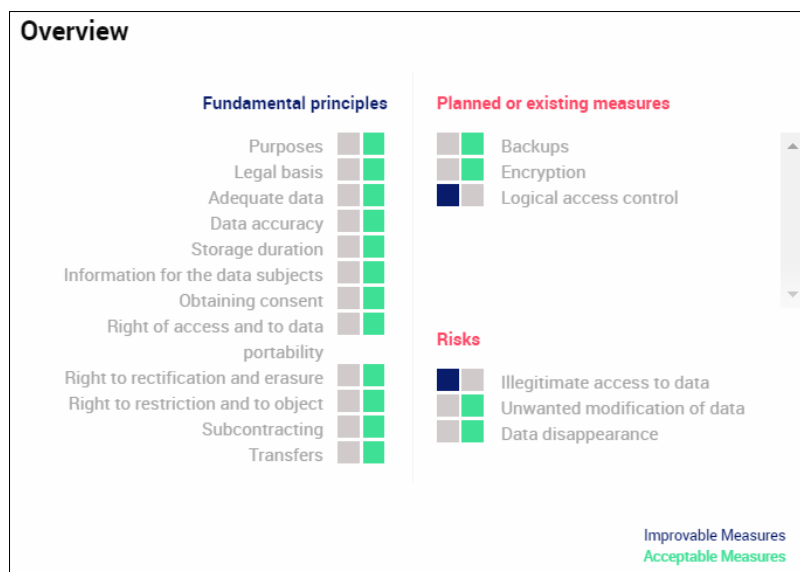 Overview
Fundamental principles
Purposes
Legal basis
Adequate data
Data accuracy
Storage duration
Information for the data subjects
Obtaining consent
Right of access and to data
portability
Right to rectification and erasure
Right to restriction and to object
Subcontracting
Transfers
Planned or existing measures
Backups
Encryption
Logical access control
Risks
Illegitimate access to data
Unwanted modification of data
Data disappearance
Improvable Measures
Acceptable Measures